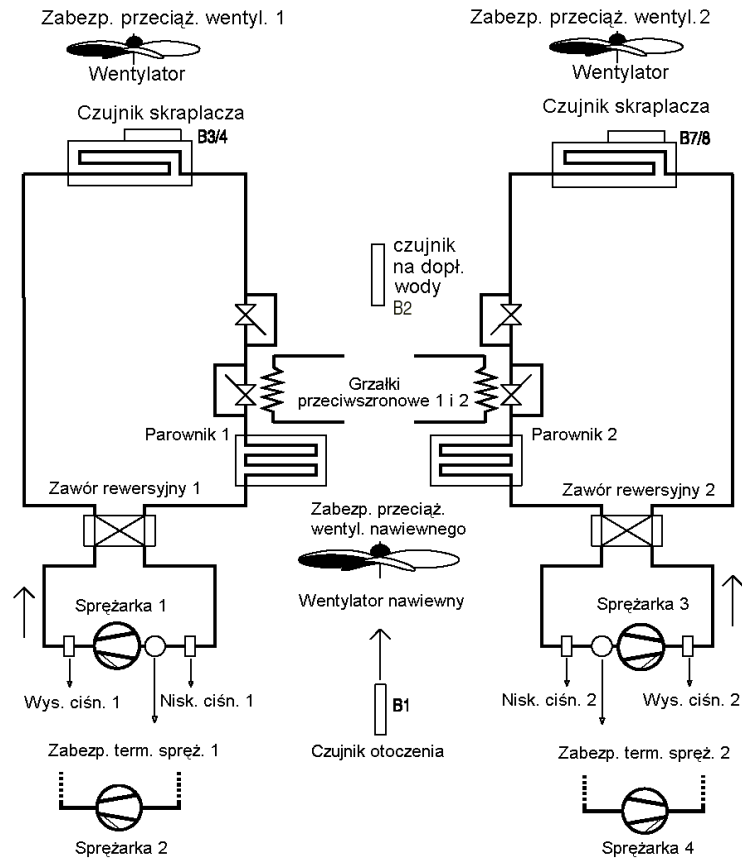 Zabezp. przeciąż. wentyl. 1
Zabezp. przeciąż. wentyl. 2
Wentylator
Wentylator
Czujnik skraplacza
B3/4
Czujnik skraplacza
B7/8
czujnik
na dopł.
wody
B2
Grzałki
przeciwszronowe 1 i 2
Parownik 1
Parownik 2
Zawór rewersyjny 1
Zawór rewersyjny 2
Zabezp. przeciąż.
wentyl. nawiewnego
Wentylator nawiewny
Sprężarka 1
Sprężarka 3
Wys. ciśn. 1
Nisk. ciśn. 1
Nisk. ciśn. 2
Wys. ciśn. 2
B1
Czujnik otoczenia
Zabezp. term. spręż. 1
Zabezp. term. spręż. 2
Sprężarka 2
Sprężarka 4